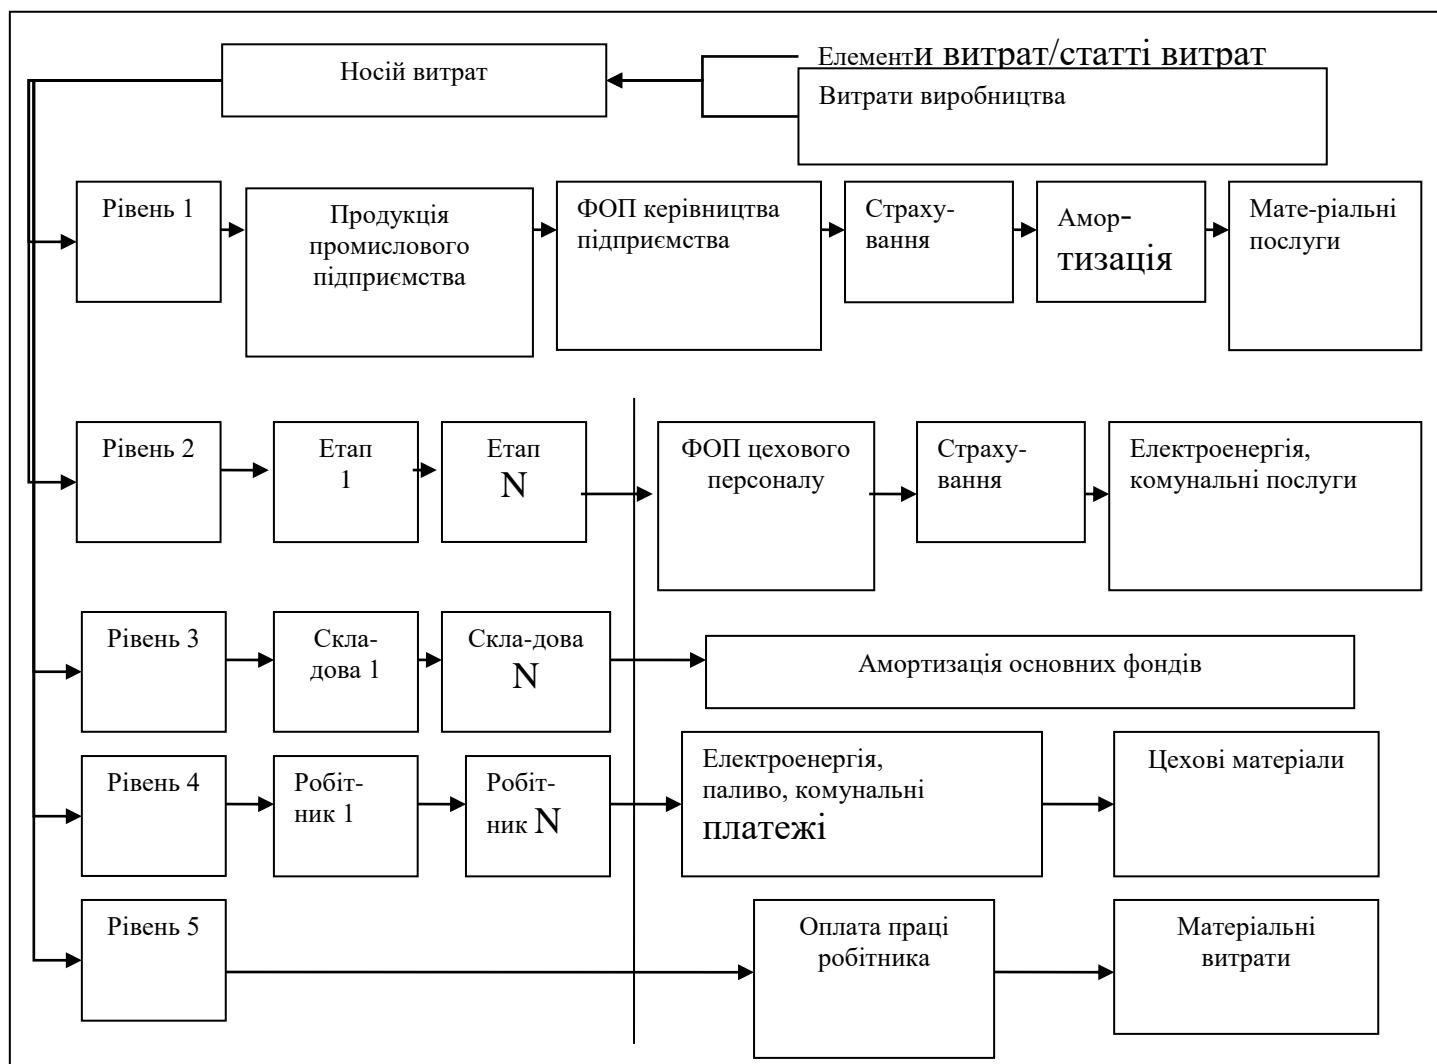 Носій витрат
Елементи витрат/статті витрат
Витрати виробництва
Рівень 1
Продукція
промислового
підприємства
ФОП керівництва
підприємства
Страху-
вання
Амор-
тизація
Мате-ріальні
послуги
Рівень 2
Етап
1
Етап
N
ФОП цехового
персоналу
Страху-
вання
Електроенергія,
комунальні послуги
Рівень 3
Скла-
дова 1
Скла-дова
N
Амортизація основних фондів
Рівень 4
Робіт-
ник 1
Робіт-
ник N
Електроенергія,
паливо, комунальні
платежі
Цехові матеріали
Рівень 5
Оплата праці
робітника
Матеріальні
витрати